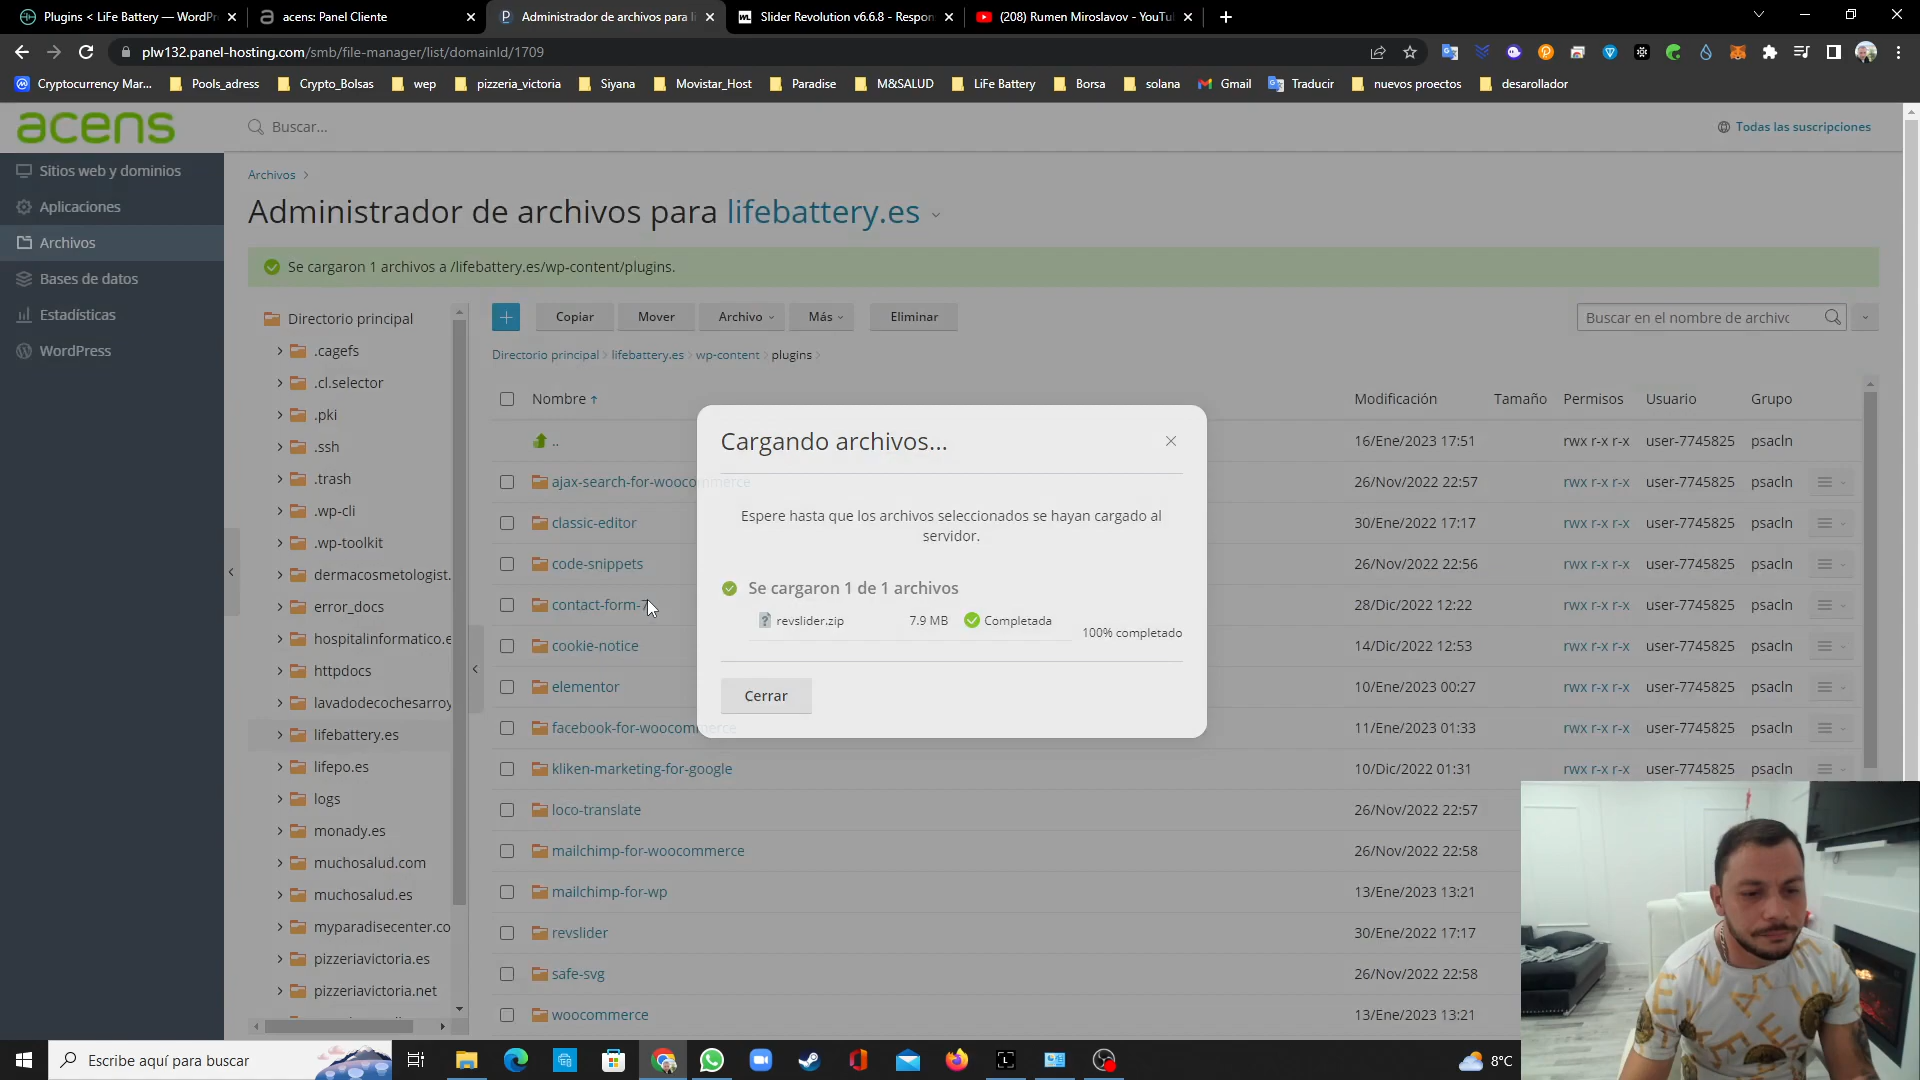 Plugins < LiFe Battery — WordPr
acens: Panel Cliente
Administrador de archivos para l
Slider Revolution v6.6.8 - Respon
(208) Rumen Miroslavov - YouTu
plw132.panel-hosting.com/smb/file-manager/list/domainId/1709
Cryptocurrency Mar...
Pools_adress
Crypto_Bolsas
wep
pizzeria_victoria
Siyana
Movistar_Host
Paradise
M&SALUD
LiFe Battery
Borsa
solana
Gmail
Traducir
nuevos proectos
desarollador
acens
Buscar...
Todas las suscripciones
Sitios web y dominios
Aplicaciones
Archivos
Bases de datos
Estadísticas
WordPress
Archivos
Administrador de archivos para lifebattery.es
Se cargaron 1 archivos a /lifebattery.es/wp-content/plugins.
Directorio principal
.cagefs
.cl.selector
.pki
.ssh
.trash
.wp-cli
.wp-toolkit
dermacosmetologist.
error_docs
hospitalinformatico.e
httpdocs
lavadodecochesarroy
lifebattery.es
lifepo.es
logs
monady.es
muchosalud.com
muchosalud.es
myparadisecenter.co
pizzeriavictoria.es
pizzeriavictoria.net
Copiar
Mover
Archivo
Más
Eliminar
Buscar en el nombre de archivo
Directorio principal lifebattery.es wp-content plugins
Nombre Modificación Tamaño Permisos Usuario Grupo
.. 16/Ene/2023 17:51 rwx r-x r-x user-7745825 psacln
ajax-search-for-woocommerce 26/Nov/2022 22:57 rwx r-x r-x user-7745825 psacln
classic-editor 30/Ene/2022 17:17 rwx r-x r-x user-7745825 psacln
code-snippets 26/Nov/2022 22:56 rwx r-x r-x user-7745825 psacln
contact-form-7 28/Dic/2022 12:22 rwx r-x r-x user-7745825 psacln
cookie-notice 14/Dic/2022 12:53 rwx r-x r-x user-7745825 psacln
elementor 10/Ene/2023 00:27 rwx r-x r-x user-7745825 psacln
facebook-for-woocommerce 11/Ene/2023 01:33 rwx r-x r-x user-7745825 psacln
kliken-marketing-for-google 10/Dic/2022 01:31 rwx r-x r-x user-7745825 psacln
loco-translate 26/Nov/2022 22:57
mailchimp-for-woocommerce 26/Nov/2022 22:58
mailchimp-for-wp 13/Ene/2023 13:21
revslider 30/Ene/2022 17:17
safe-svg 26/Nov/2022 22:58
woocommerce 13/Ene/2023 13:21
Cargando archivos...
Espere hasta que los archivos seleccionados se hayan cargado al
servidor.
Se cargaron 1 de 1 archivos
revslider.zip 7.9 MB Completada
100% completado
Cerrar
Escribe aquí para buscar
8°C